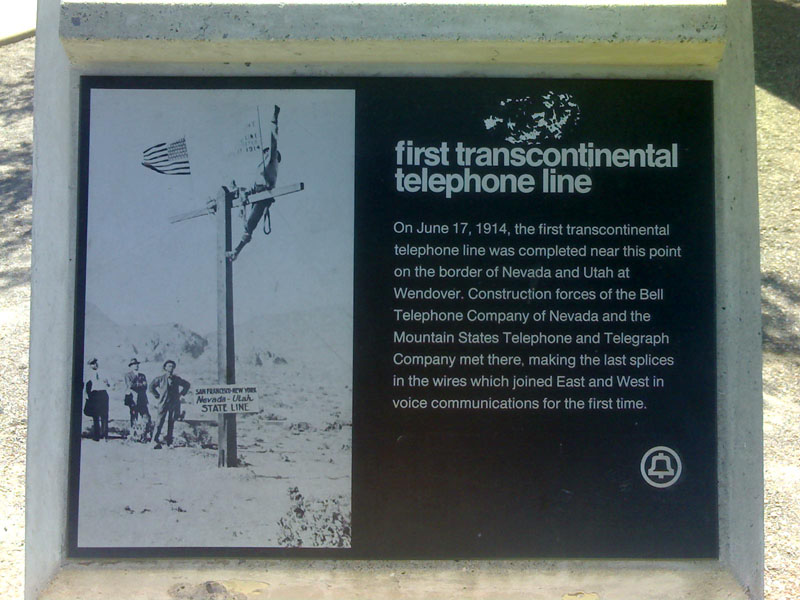 first transcontinental
telephone line
On June 17, 1914, the first transcontinental
telephone line was completed near this point
on the border of Nevada and Utah at
Wendover. Construction forces of the Bell
Telephone Company of Nevada and the
Mountain States Telephone and Telegraph
Company met there, making the last splices
in the wires which joined East and West in
voice communications for the first time.
SAN FRANCISCO-NEW YORK
Nevada-Utah
STATE LINE
LINE
1914